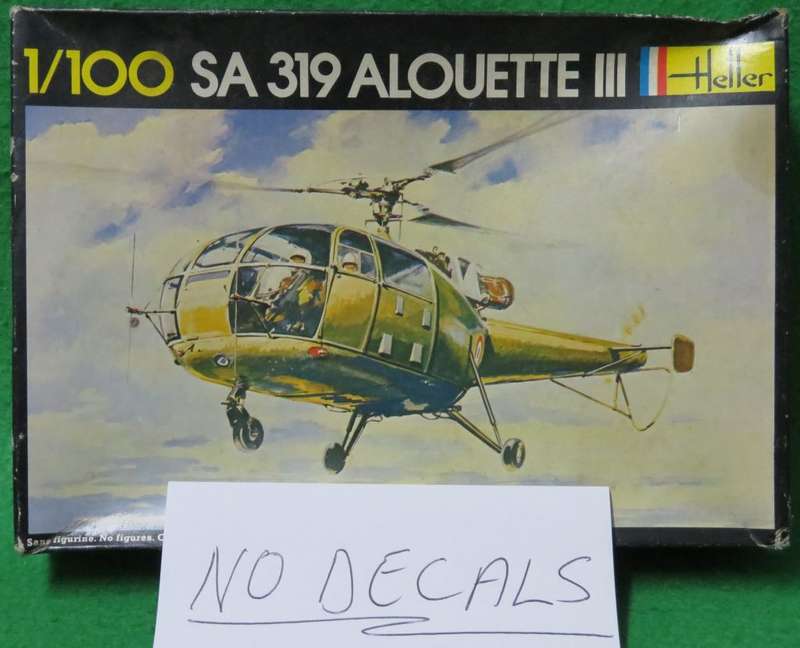 1/100 SA 319 ALOUETTE III Heller
Sans figurine. No figures.
NO DECALS